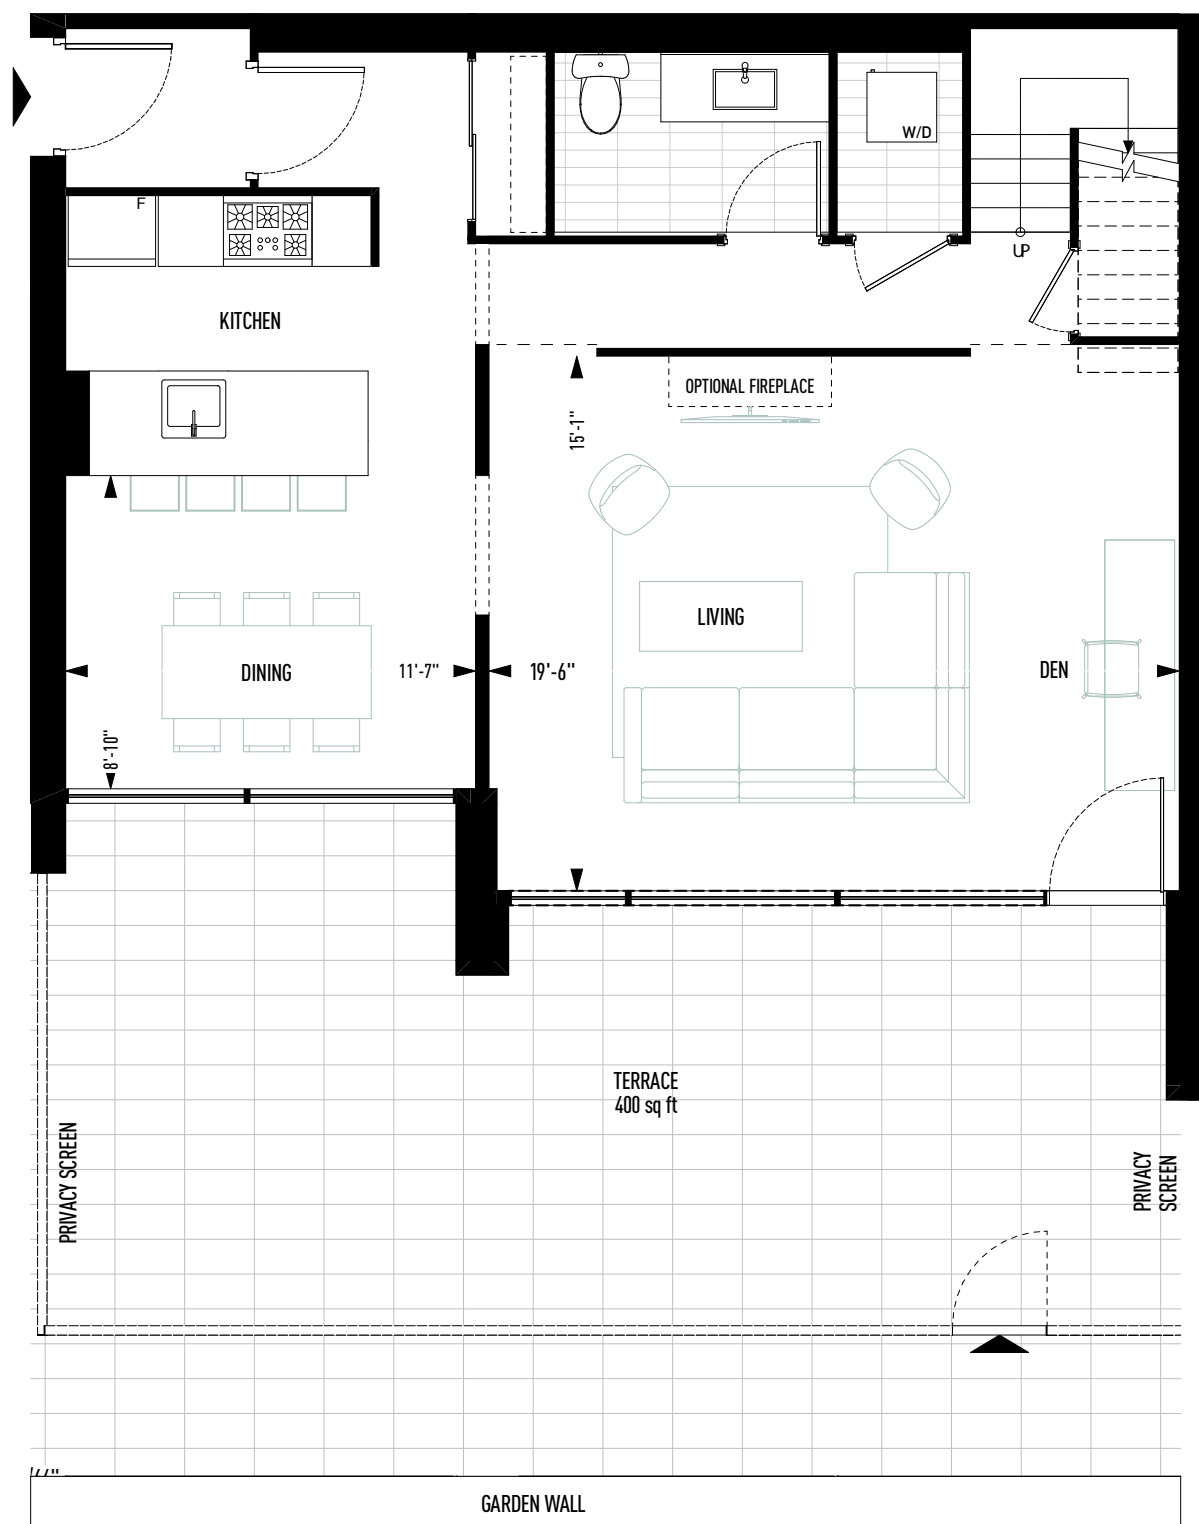 W/D
F
UP
KITCHEN
OPTIONAL FIREPLACE
15'-1"
LIVING
DINING
11'-7"
19'-6"
DEN
8'-10"
TERRACE
400 sq ft
PRIVACY SCREEN
PRIVACY
SCREEN
GARDEN WALL